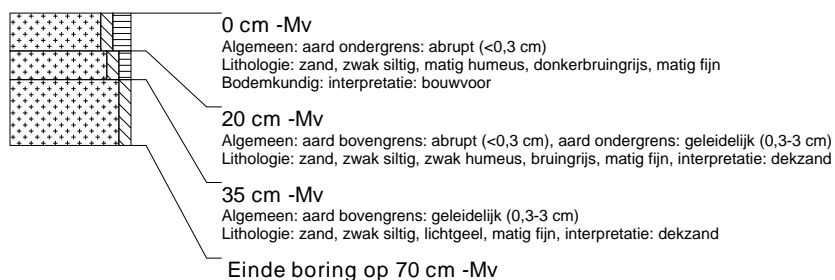 0 cm -Mv
Algemeen: aard ondergrens: abrupt (<0,3 cm)
Lithologie: zand, zwak siltig, matig humeus, donkerbruingrijs, matig fijn
Bodemkundig: interpretatie: bouwvoor
20 cm -Mv
Algemeen: aard bovengrens: abrupt (<0,3 cm), aard ondergrens: geleidelijk (0,3-3 cm)
Lithologie: zand, zwak siltig, zwak humeus, bruingrijs, matig fijn, interpretatie: dekzand
35 cm -Mv
Algemeen: aard bovengrens: geleidelijk (0,3-3 cm)
Lithologie: zand, zwak siltig, lichtgeel, matig fijn, interpretatie: dekzand
Einde boring op 70 cm -Mv